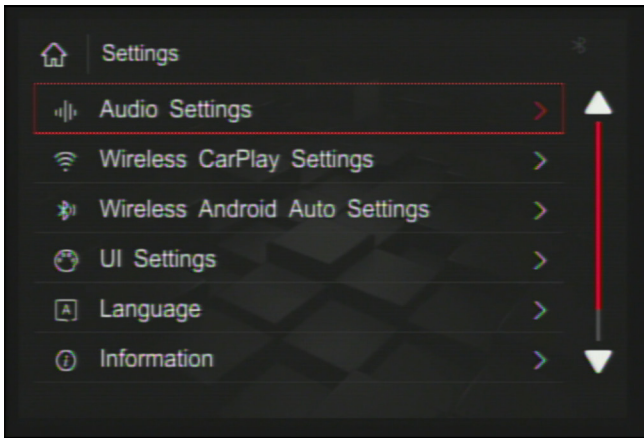 Settings
Audio Settings
Wireless CarPlay Settings
Wireless Android Auto Settings
UI Settings
A Language
Information